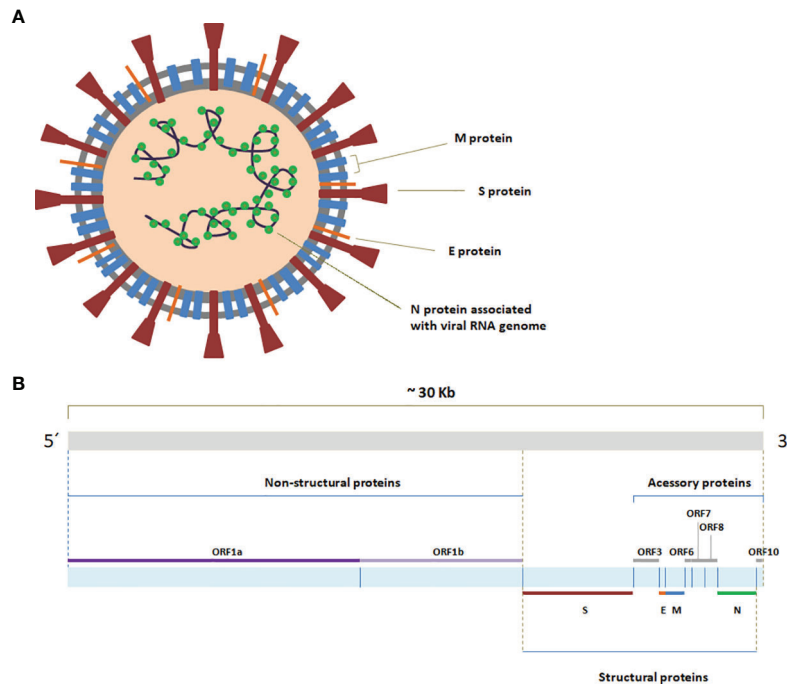 A
M protein
S protein
E protein
N protein associated
with viral RNA genome
B
~ 30 Kb
5´
3
Non-structural proteins
Acessory proteins
ORF7
ORF8
ORF1a
ORF1b
ORF3
ORF6
ORF10
S
E
M
N
Structural proteins